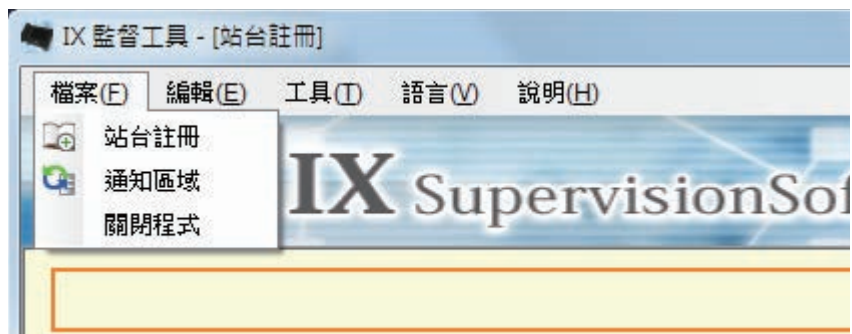 IX 監督工具 - [站台註冊]
檔案(F) 編輯(E) 工具(T) 語言(V) 說明(H)
站台註冊
通知區域
關閉程式
IX SupervisionSof